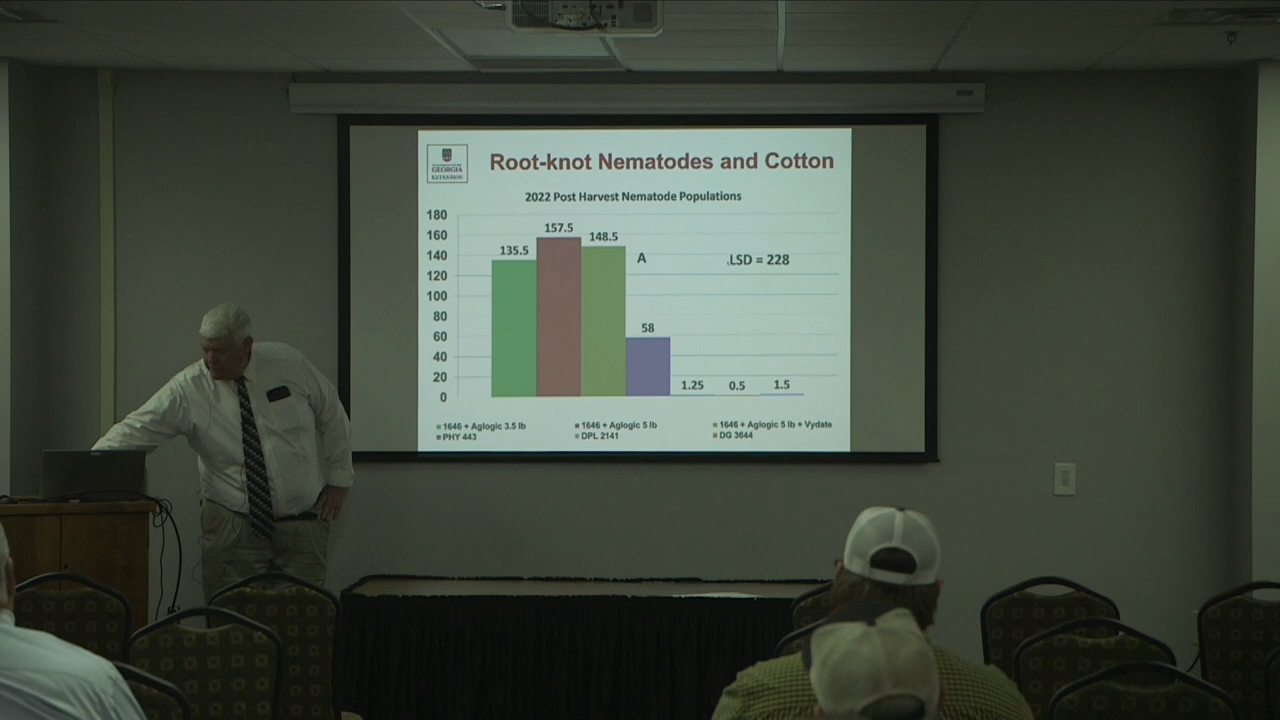 GEORGIA
EXTENSION
Root-knot Nematodes and Cotton
2022 Post Harvest Nematode Populations
180
160
140
120
100
80
60
40
20
0
135.5
157.5
148.5
A
LSD = 228
58
1.25
0.5
1.5
1646 + Aglogic 3.5 lb
1646 + Aglogic 5 lb
1646 + Aglogic 5 lb + Vydate
PHY 443
DPL 2141
DG 3644